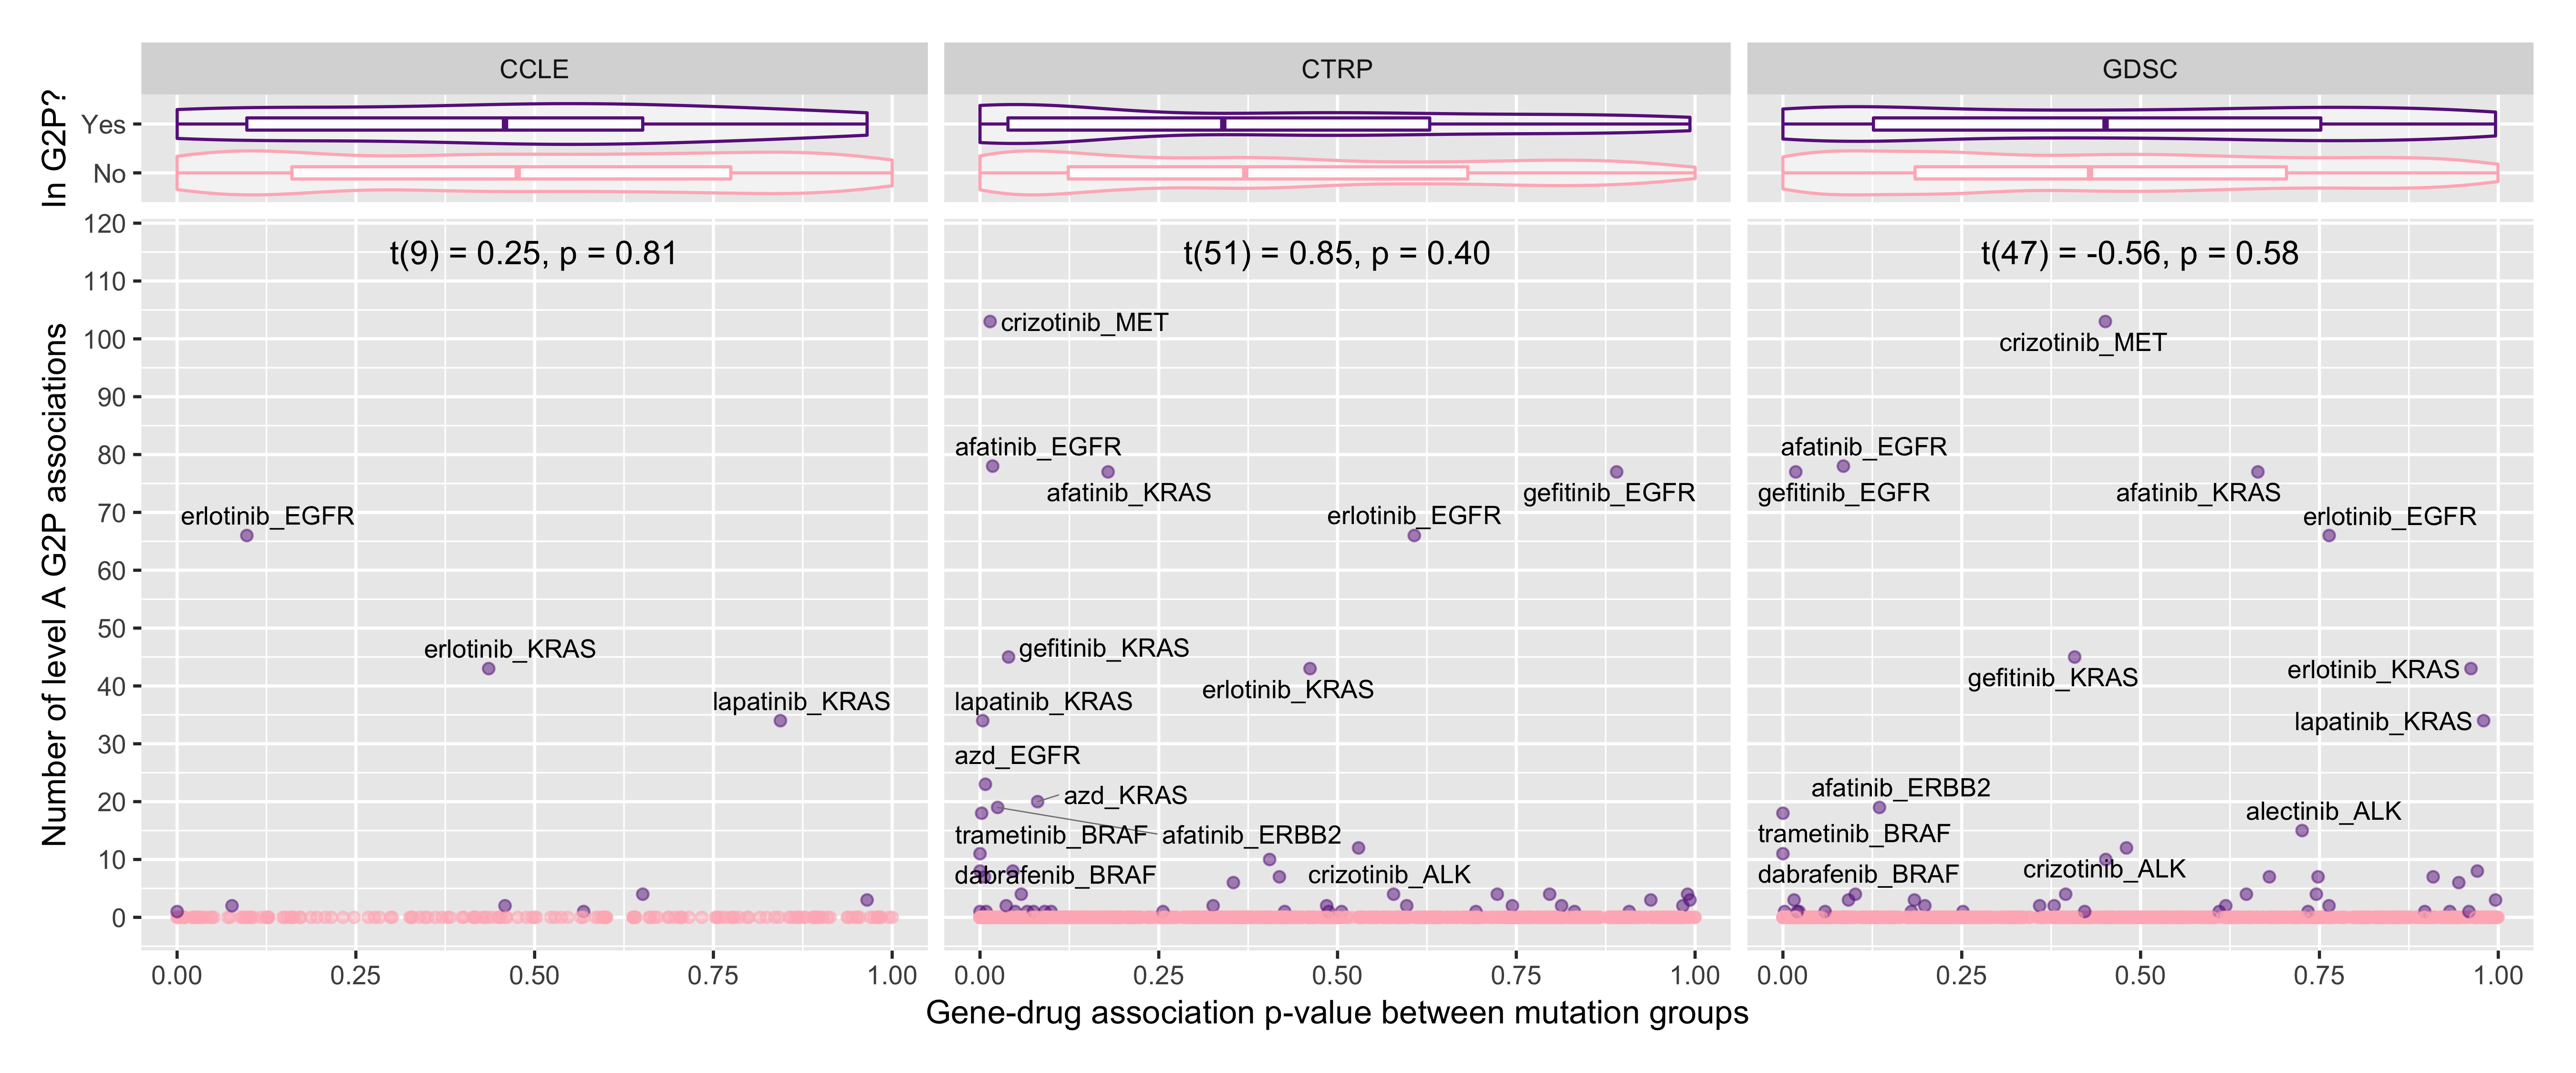 CCLE CTRP GDSC
In G2P?
Yes
No
Number of level A G2P associations
120
110
100
90
80
70
60
50
40
30
20
10
0
t(9) = 0.25, p = 0.81
erlotinib_EGFR
erlotinib_KRAS
lapatinib_KRAS
0.00 0.25 0.50 0.75 1.00
t(51) = 0.85, p = 0.40
crizotinib_MET
afatinib_EGFR
afatinib_KRAS
gefitinib_EGFR
erlotinib_EGFR
gefitinib_KRAS
erlotinib_KRAS
lapatinib_KRAS
azd_EGFR
azd_KRAS
trametinib_BRAF
afatinib_ERBB2
dabrafenib_BRAF
crizotinib_ALK
0.00 0.25 0.50 0.75 1.00
t(47) = -0.56, p = 0.58
crizotinib_MET
afatinib_EGFR
gefitinib_EGFR
afatinib_KRAS
erlotinib_EGFR
gefitinib_KRAS
erlotinib_KRAS
lapatinib_KRAS
afatinib_ERBB2
alectinib_ALK
trametinib_BRAF
crizotinib_ALK
dabrafenib_BRAF
0.00 0.25 0.50 0.75 1.00
Gene-drug association p-value between mutation groups